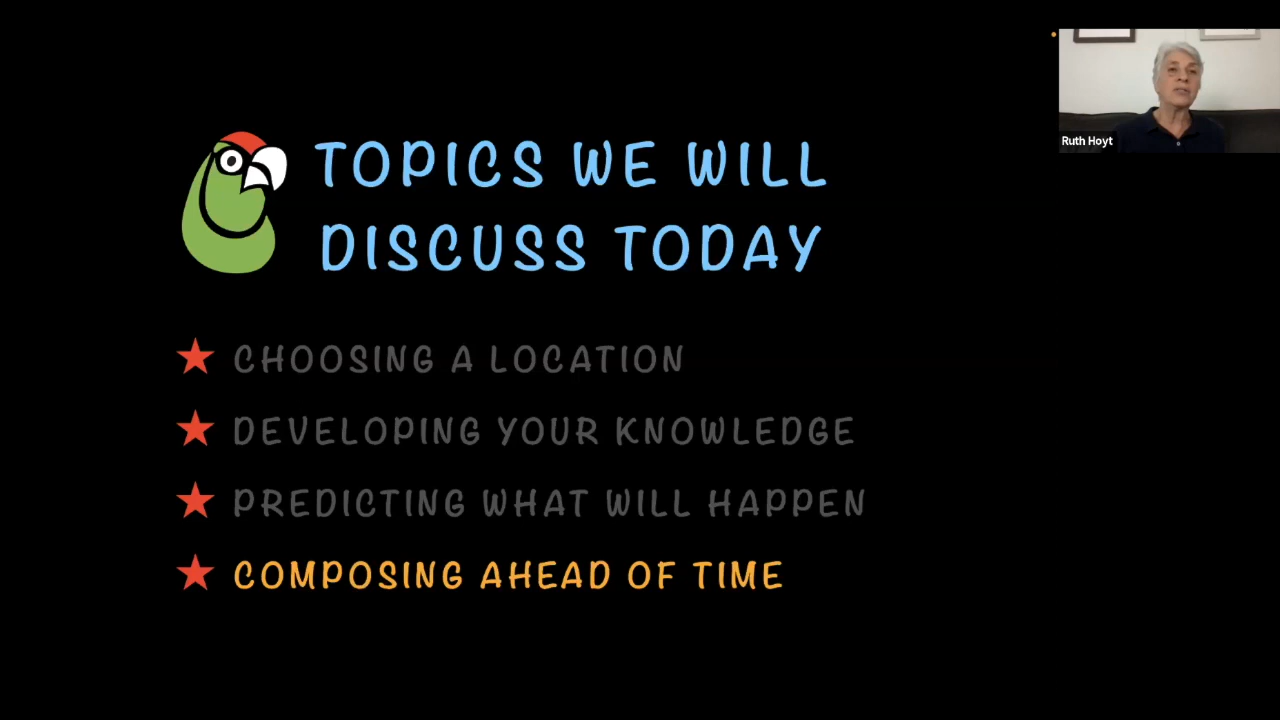 TOPICS WE WILL
DISCUSS TODAY
CHOOSING A LOCATION
DEVELOPING YOUR KNOWLEDGE
PREDICTING WHAT WILL HAPPEN
COMPOSING AHEAD OF TIME
Ruth Hoyt